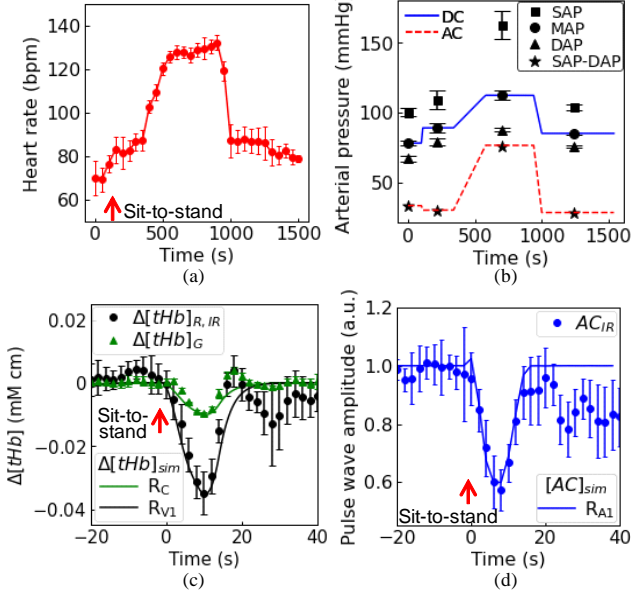 (a)
Heart rate (bpm)
140
120
100
80
60
Sit-to-stand
0
500
1000
1500
Time (s)
(b)
Arterial pressure (mmHg)
150
100
50
DC
AC
SAP
MAP
DAP
SAP-DAP
0
500
1000
1500
Time (s)
Δ[tHb] (mM cm)
0.02
0
−0.02
−0.04
Δ[tHb]R, IR
Δ[tHb]G
Sit-to-
stand
Δ[tHb]sim
RC
RV1
−20
0
20
40
Time (s)
(c)
Pulse wave amplitude (a.u.)
1.2
1.0
0.8
0.6
ACIR
Sit-to-stand
[AC]sim
RA1
−20
0
20
40
Time (s)
(d)